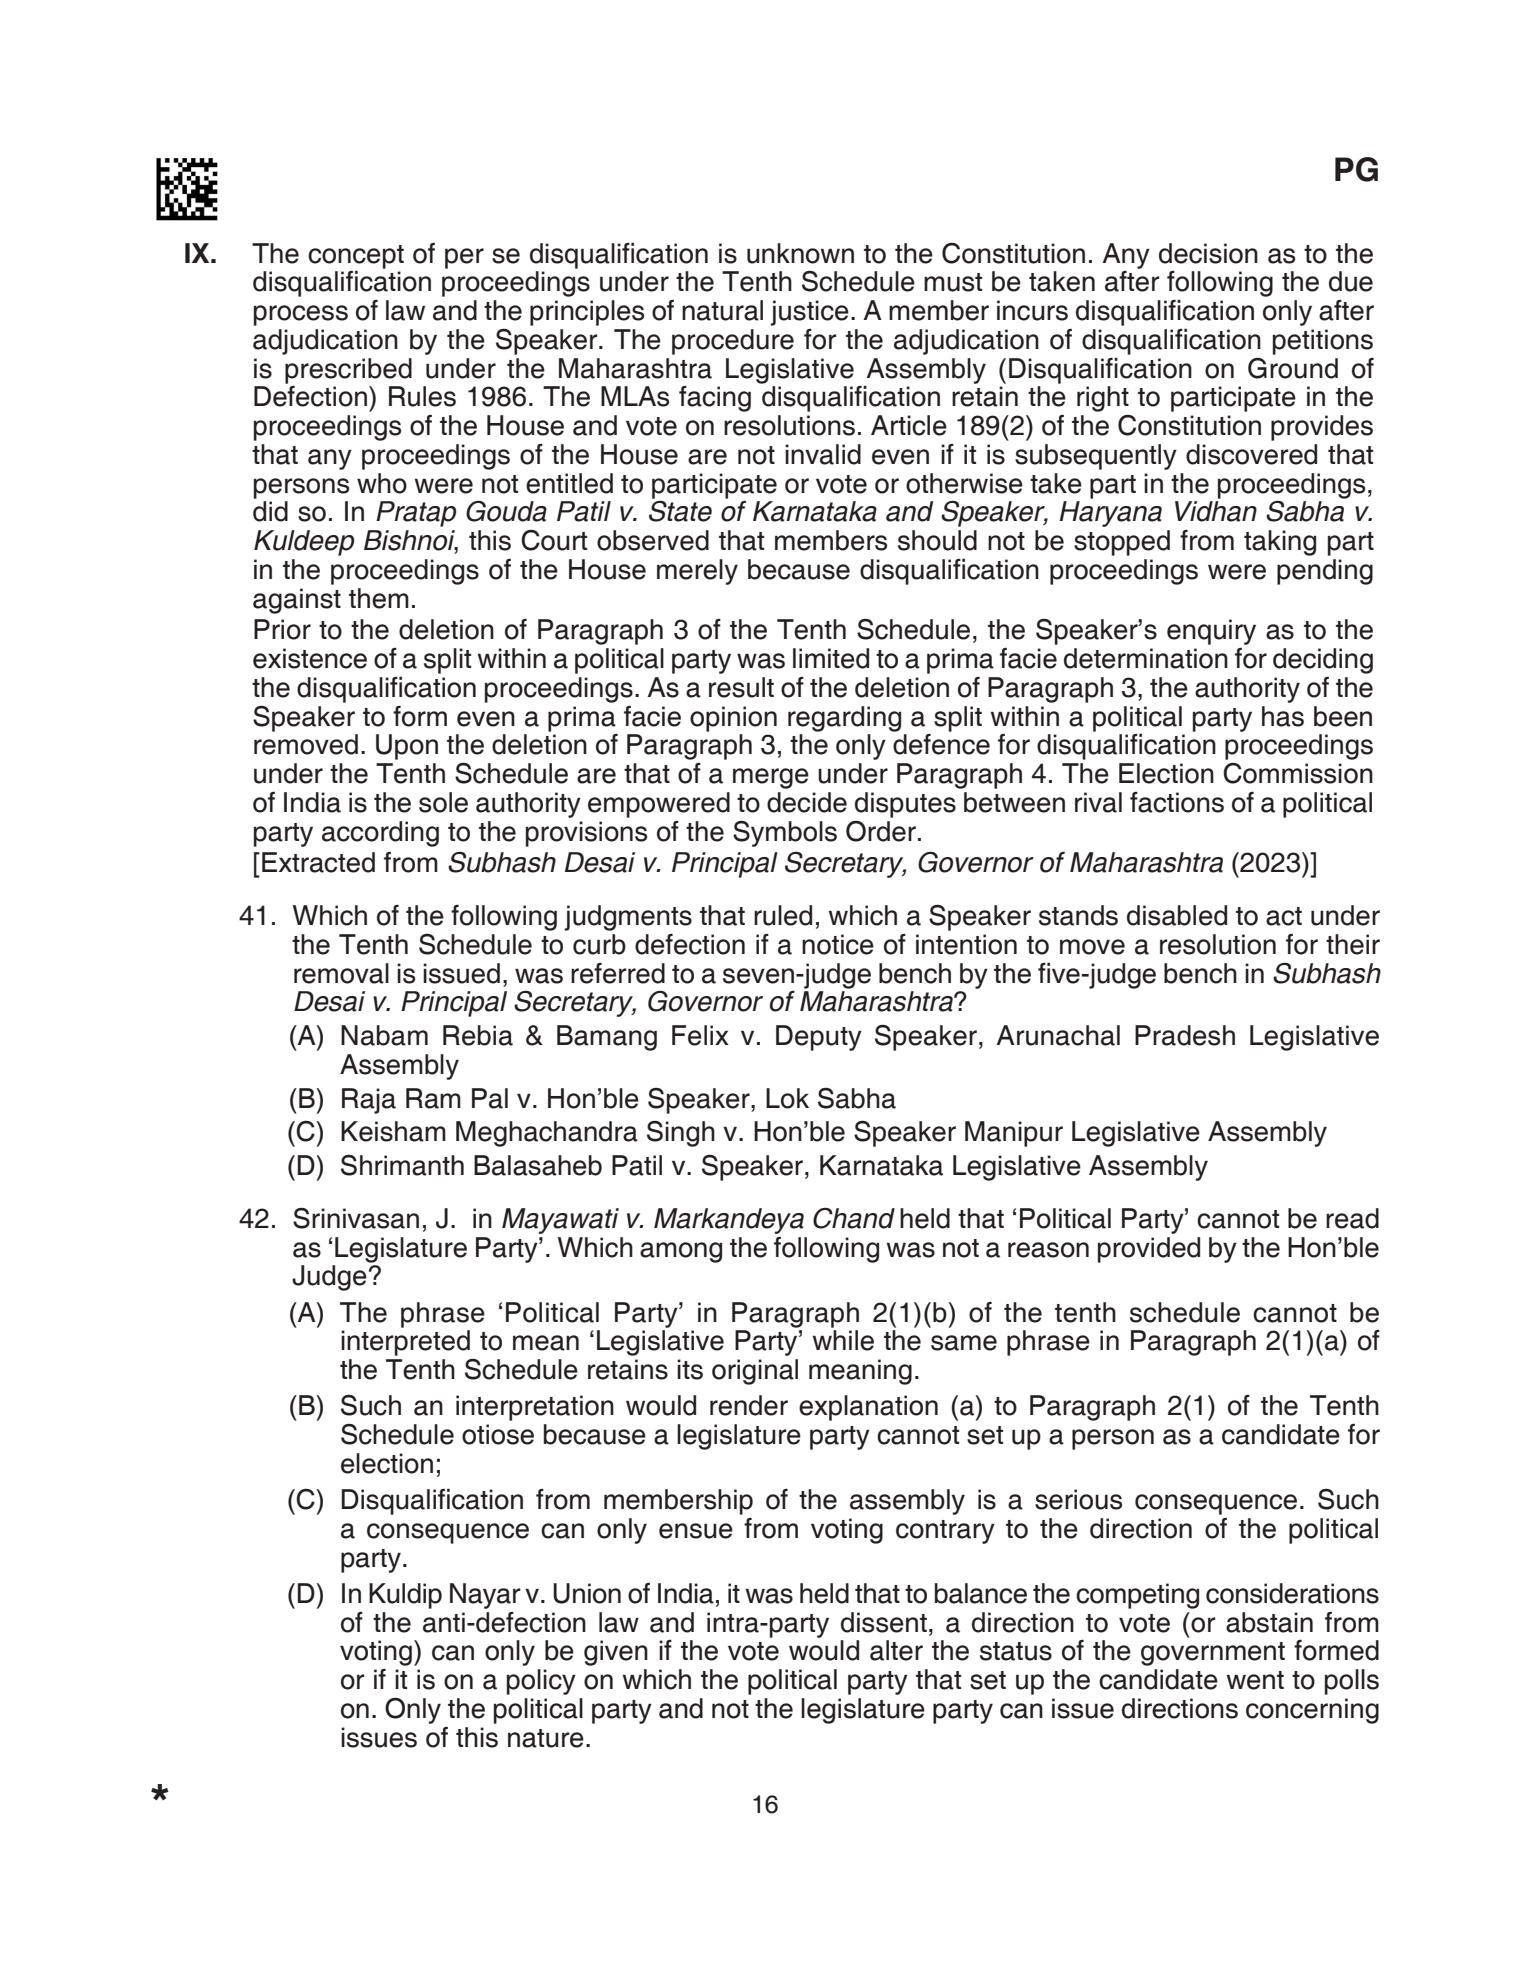 PG
IX. The concept of per se disqualification is unknown to the Constitution. Any decision as to the
disqualification proceedings under the Tenth Schedule must be taken after following the due
process of law and the principles of natural justice. A member incurs disqualification only after
adjudication by the Speaker. The procedure for the adjudication of disqualification petitions
is prescribed under the Maharashtra Legislative Assembly (Disqualification on Ground of
Defection) Rules 1986. The MLAs facing disqualification retain the right to participate in the
proceedings of the House and vote on resolutions. Article 189(2) of the Constitution provides
that any proceedings of the House are not invalid even if it is subsequently discovered that
persons who were not entitled to participate or vote or otherwise take part in the proceedings,
did so. In Pratap Gouda Patil v. State of Karnataka and Speaker, Haryana Vidhan Sabha v.
Kuldeep Bishnoi, this Court observed that members should not be stopped from taking part
in the proceedings of the House merely because disqualification proceedings were pending
against them.
Prior to the deletion of Paragraph 3 of the Tenth Schedule, the Speaker’s enquiry as to the
existence of a split within a political party was limited to a prima facie determination for deciding
the disqualification proceedings. As a result of the deletion of Paragraph 3, the authority of the
Speaker to form even a prima facie opinion regarding a split within a political party has been
removed. Upon the deletion of Paragraph 3, the only defence for disqualification proceedings
under the Tenth Schedule are that of a merge under Paragraph 4. The Election Commission
of India is the sole authority empowered to decide disputes between rival factions of a political
party according to the provisions of the Symbols Order.
[Extracted from Subhash Desai v. Principal Secretary, Governor of Maharashtra (2023)]
41. Which of the following judgments that ruled, which a Speaker stands disabled to act under
the Tenth Schedule to curb defection if a notice of intention to move a resolution for their
removal is issued, was referred to a seven-judge bench by the five-judge bench in Subhash
Desai v. Principal Secretary, Governor of Maharashtra?
(A) Nabam Rebia & Bamang Felix v. Deputy Speaker, Arunachal Pradesh Legislative
Assembly
(B) Raja Ram Pal v. Hon’ble Speaker, Lok Sabha
(C) Keisham Meghachandra Singh v. Hon’ble Speaker Manipur Legislative Assembly
(D) Shrimanth Balasaheb Patil v. Speaker, Karnataka Legislative Assembly
42. Srinivasan, J. in Mayawati v. Markandeya Chand held that ‘Political Party’ cannot be read
as ‘Legislature Party’. Which among the following was not a reason provided by the Hon’ble
Judge?
(A) The phrase ‘Political Party’ in Paragraph 2(1)(b) of the tenth schedule cannot be
interpreted to mean ‘Legislative Party’ while the same phrase in Paragraph 2(1)(a) of
the Tenth Schedule retains its original meaning.
(B) Such an interpretation would render explanation (a) to Paragraph 2(1) of the Tenth
Schedule otiose because a legislature party cannot set up a person as a candidate for
election;
(C) Disqualification from membership of the assembly is a serious consequence. Such
a consequence can only ensue from voting contrary to the direction of the political
party.
(D) In Kuldip Nayar v. Union of India, it was held that to balance the competing considerations
of the anti-defection law and intra-party dissent, a direction to vote (or abstain from
voting) can only be given if the vote would alter the status of the government formed
or if it is on a policy on which the political party that set up the candidate went to polls
on. Only the political party and not the legislature party can issue directions concerning
issues of this nature.
*
16